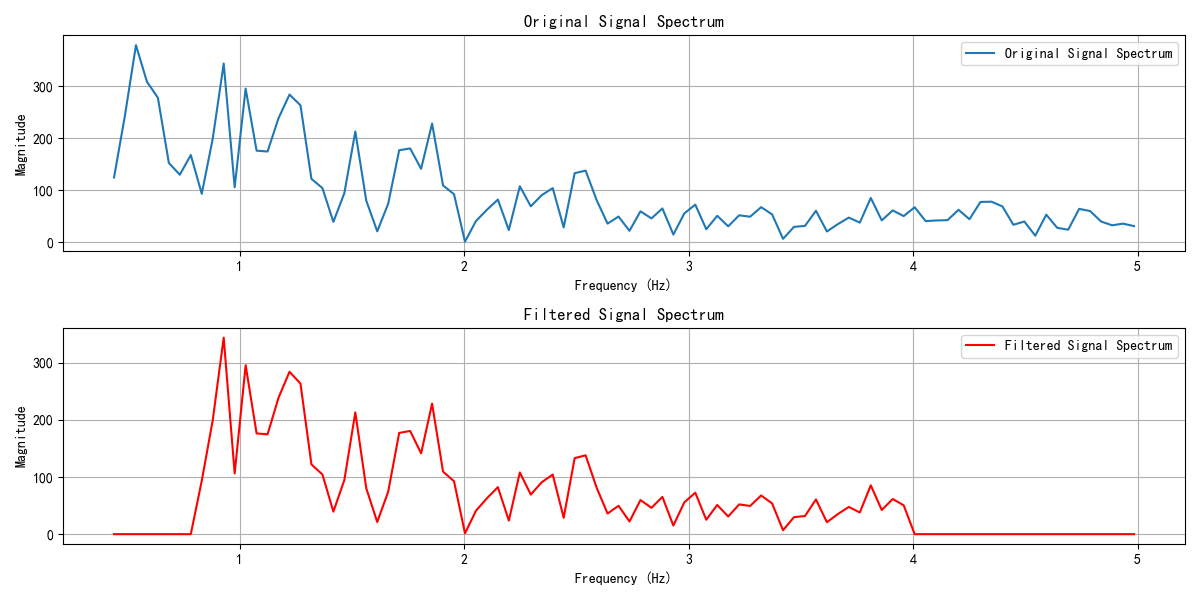 Original Signal Spectrum
Original Signal Spectrum
Magnitude
300
200
100
0
1
2
3
4
5
Frequency (Hz)
Filtered Signal Spectrum
Filtered Signal Spectrum
Magnitude
300
200
100
0
1
2
3
4
5
Frequency (Hz)